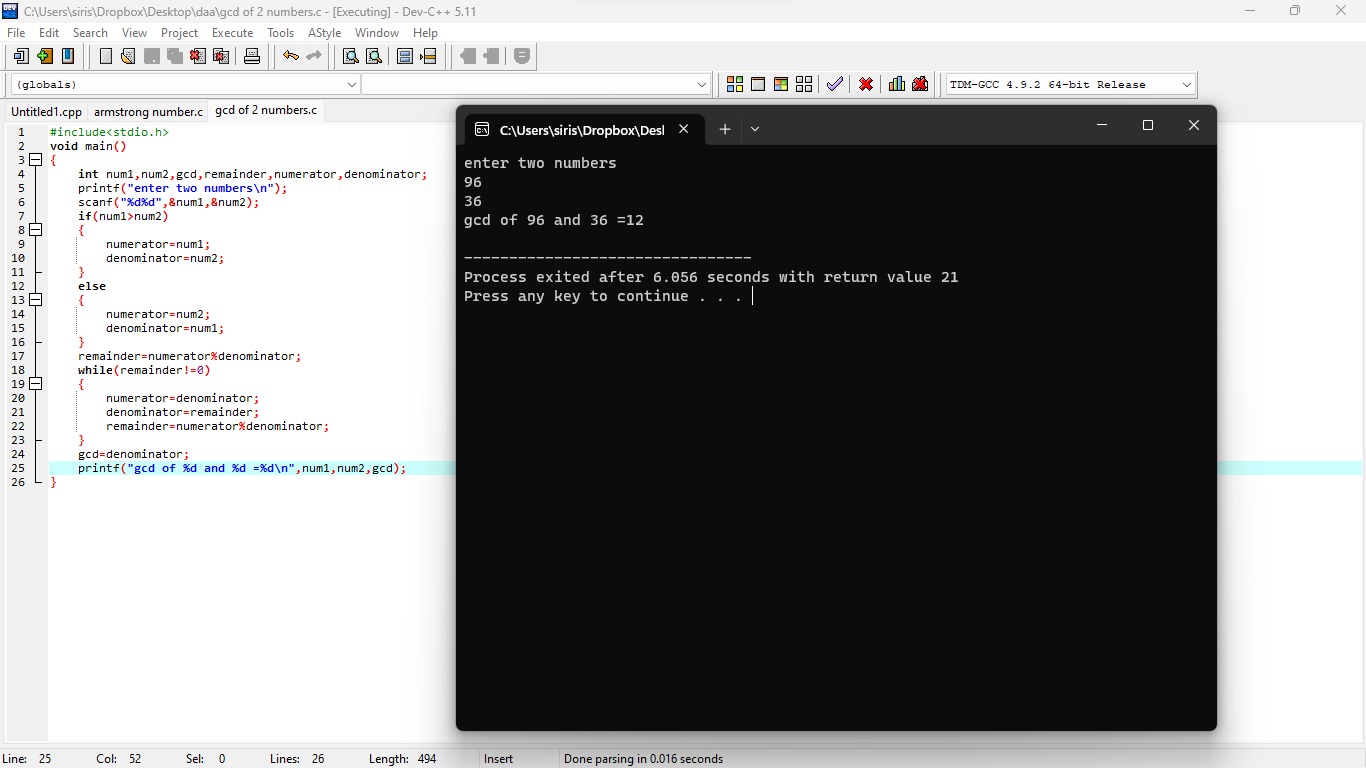 C:\Users\siris\Dropbox\Desktop\daa\gcd of 2 numbers.c - [Executing] - Dev-C++ 5.11
File Edit Search View Project Execute Tools AStyle Window Help
(globals)
TDM-GCC 4.9.2 64-bit Release
Untitled1.cpp armstrong number.c gcd of 2 numbers.c
1 #include<stdio.h>
2 void main()
3 {
4 int num1,num2,gcd,remainder,numerator,denominator;
5 printf("enter two numbers\n");
6 scanf("%d%d",&num1,&num2);
7 if(num1>num2)
8 {
9 numerator=num1;
10 denominator=num2;
11 }
12 else
13 {
14 numerator=num2;
15 denominator=num1;
16 }
17 remainder=numerator%denominator;
18 while(remainder!=0)
19 {
20 numerator=denominator;
21 denominator=remainder;
22 remainder=numerator%denominator;
23 }
24 gcd=denominator;
25 printf("gcd of %d and %d =%d\n",num1,num2,gcd);
26 }
C:\Users\siris\Dropbox\Desl
enter two numbers
96
36
gcd of 96 and 36 =12
--------------------------------
Process exited after 6.056 seconds with return value 21
Press any key to continue . . .
Line: 25 Col: 52 Sel: 0 Lines: 26 Length: 494 Insert Done parsing in 0.016 seconds